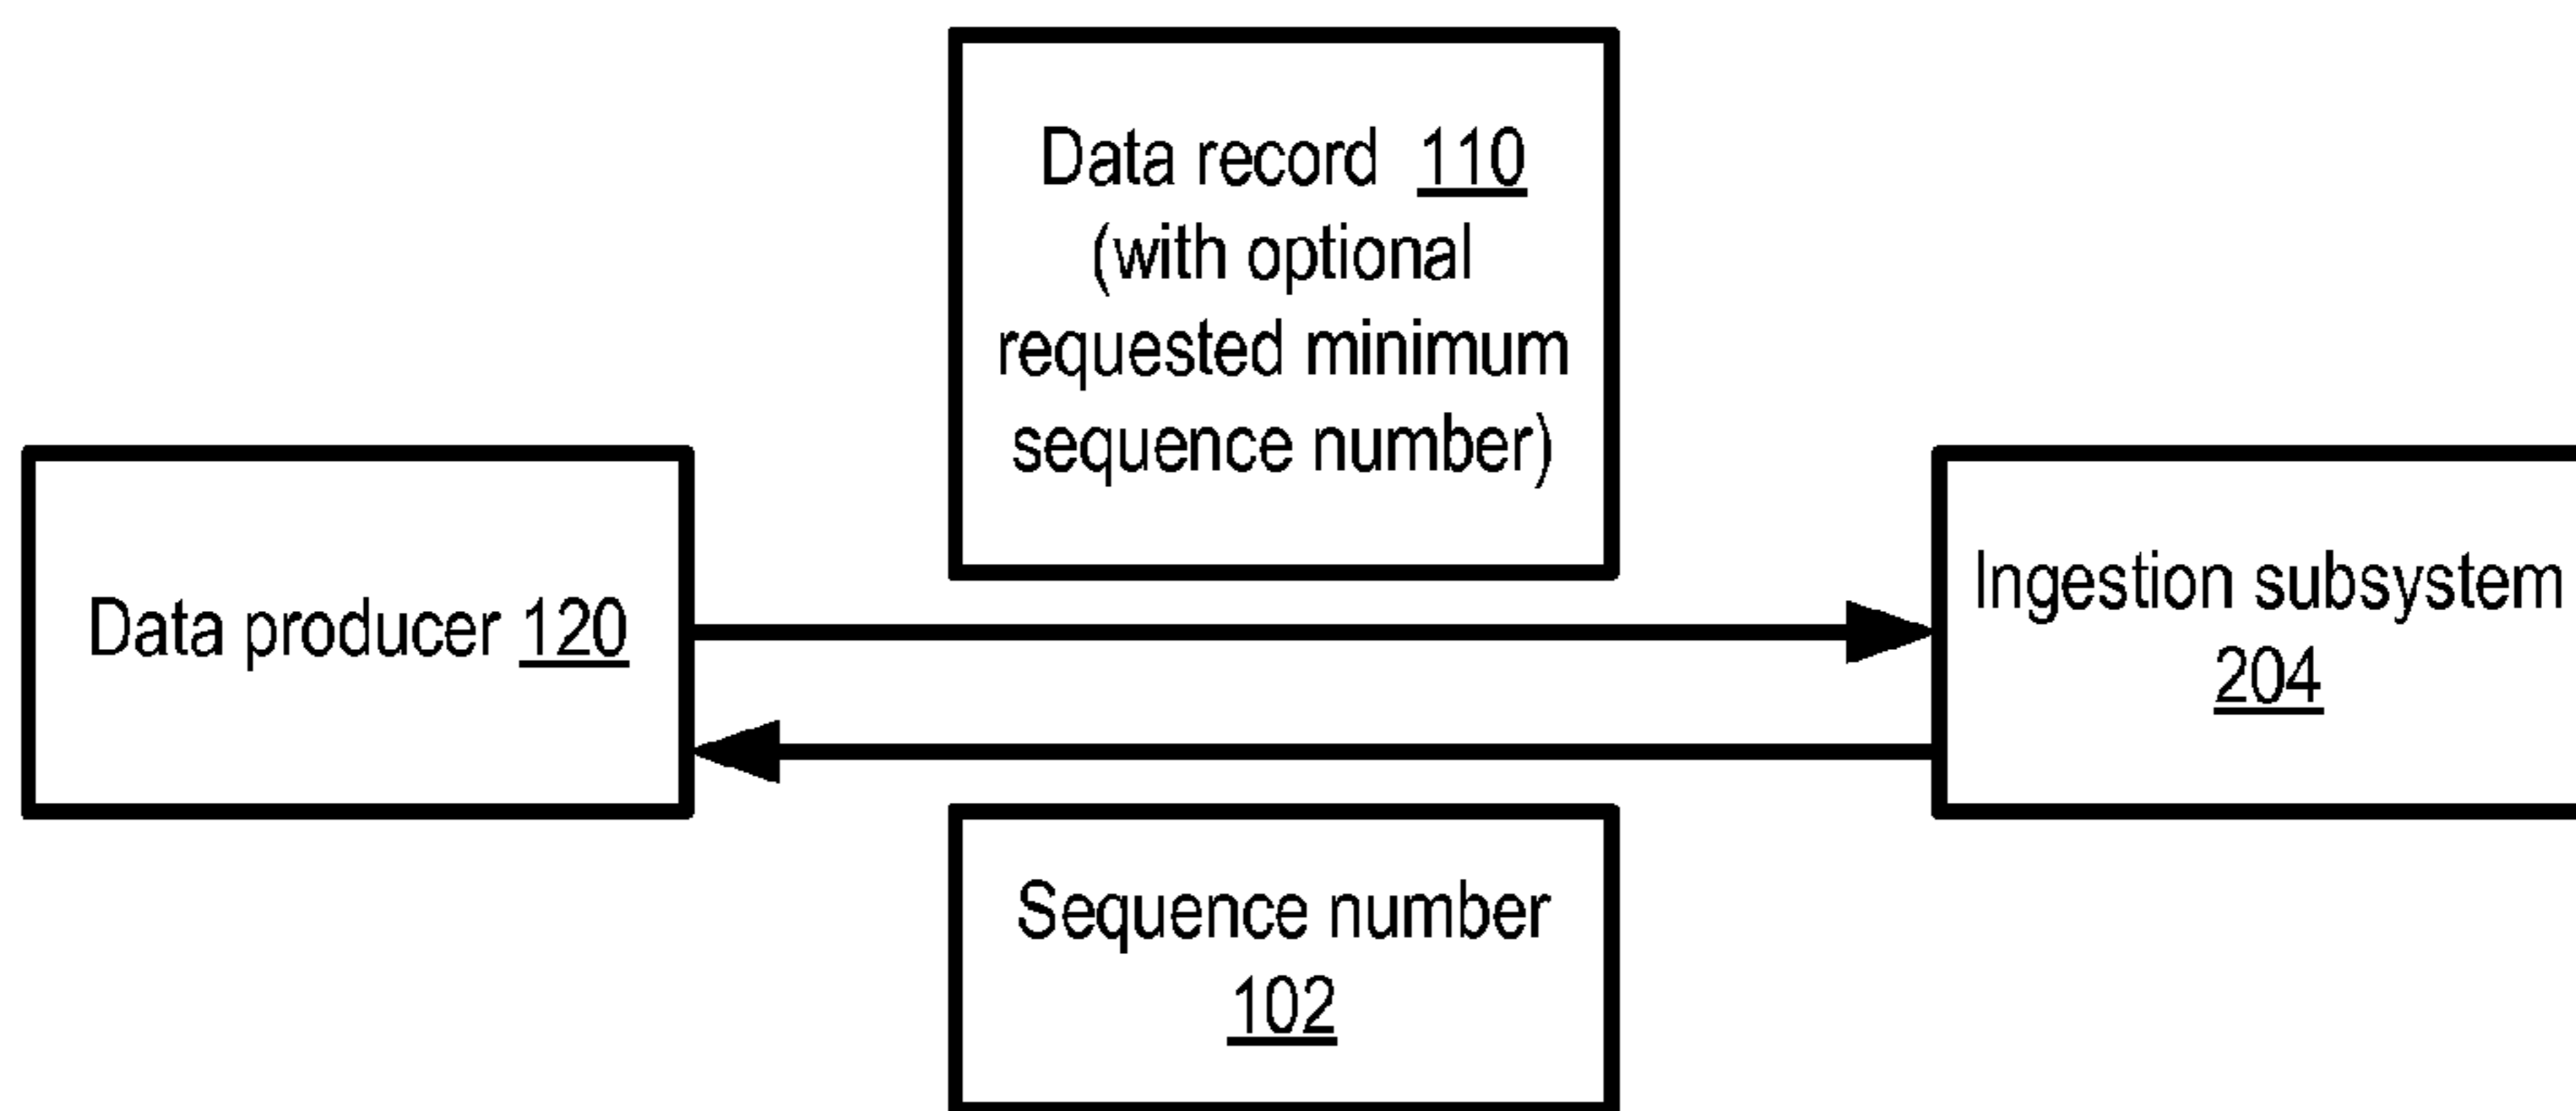 Data record 110
(with optional
requested minimum
sequence number)
Data producer 120
Ingestion subsystem
204
Sequence number
102